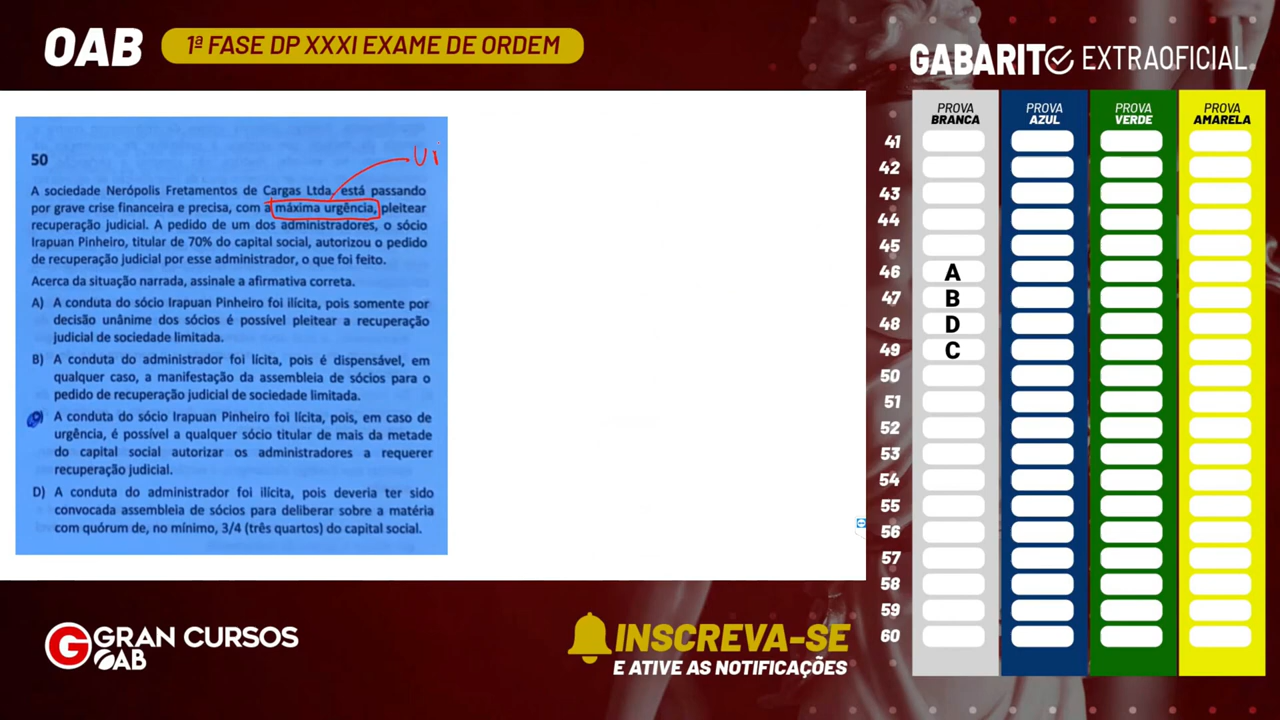 OAB
1ª FASE DP XXXI EXAME DE ORDEM
GABARITO EXTRAOFICIAL
50
A sociedade Nerópolis Fretamentos de Cargas Ltda. está passando
por grave crise financeira e precisa, com a máxima urgência, pleitear
recuperação judicial. A pedido de um dos administradores, o sócio
Irapuan Pinheiro, titular de 70% do capital social, autorizou o pedido
de recuperação judicial por esse administrador, o que foi feito.
Acerca da situação narrada, assinale a afirmativa correta.
A) A conduta do sócio Irapuan Pinheiro foi ilícita, pois somente por
decisão unânime dos sócios é possível pleitear a recuperação
judicial de sociedade limitada.
B) A conduta do administrador foi lícita, pois é dispensável, em
qualquer caso, a manifestação da assembleia de sócios para o
pedido de recuperação judicial de sociedade limitada.
A conduta do sócio Irapuan Pinheiro foi lícita, pois, em caso de
urgência, é possível a qualquer sócio titular de mais da metade
do capital social autorizar os administradores a requerer
recuperação judicial.
D) A conduta do administrador foi ilícita, pois deveria ter sido
convocada assembleia de sócios para deliberar sobre a matéria
com quórum de, no mínimo, 3/4 (três quartos) do capital social.
PROVA BRANCA
PROVA AZUL
PROVA VERDE
PROVA AMARELA
41
42
43
44
45
46 A
47 B
48 D
49 C
50
51
52
53
54
55
56
57
58
59
60
GRAN CURSOS
OAB
INSCREVA-SE
E ATIVE AS NOTIFICAÇÕES